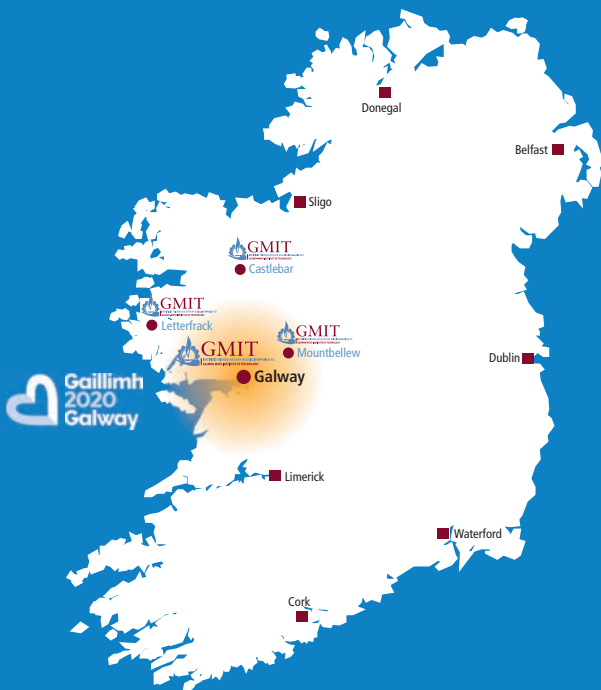 Donegal
Belfast
Sligo
GMIT
Castlebar
GMIT
Letterfrack
GMIT
Mountbellew
GMIT
Dublin
Galway
Gaillimh
2020
Galway
Limerick
Waterford
Cork